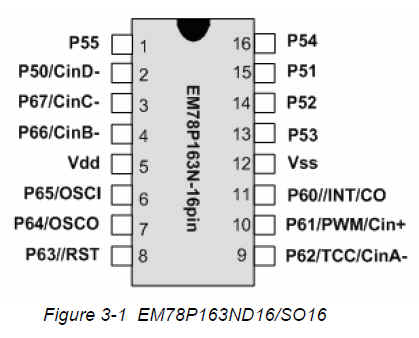 P55 1 16 P54
P50/CinD- 2 15 P51
P67/CinC- 3 14 P52
P66/CinB- 4 13 P53
Vdd 5 12 Vss
P65/OSCI 6 11 P60//INT/CO
P64/OSCO 7 10 P61/PWM/Cin+
P63//RST 8 9 P62/TCC/CinA-
EM78P163N-16pin
Figure 3-1 EM78P163ND16/SO16